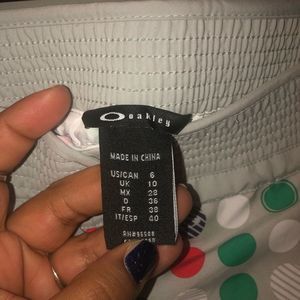 oakley
MADE IN CHINA
US/CAN 6
UK 10
MX 28
D 36
FR 38
IT/ESP 40